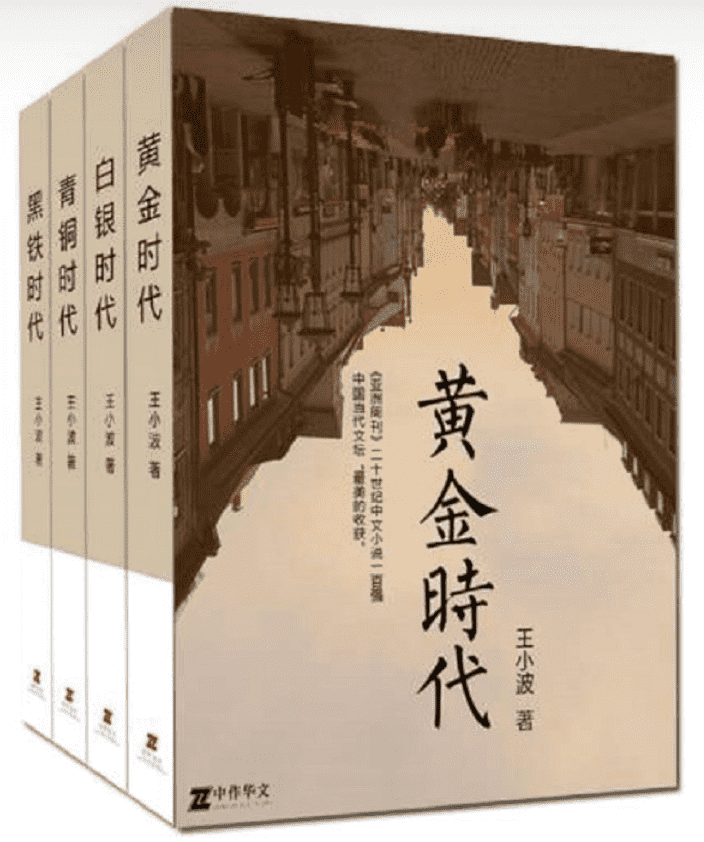 黑铁时代
王小波 著
青铜时代
王小波 著
白银时代
王小波 著
黄金时代
王小波 著
《亚洲周刊》二十世纪中文小说一百强
中国当代文坛，最美的收获。
黄金時代
王小波 著
中作华文